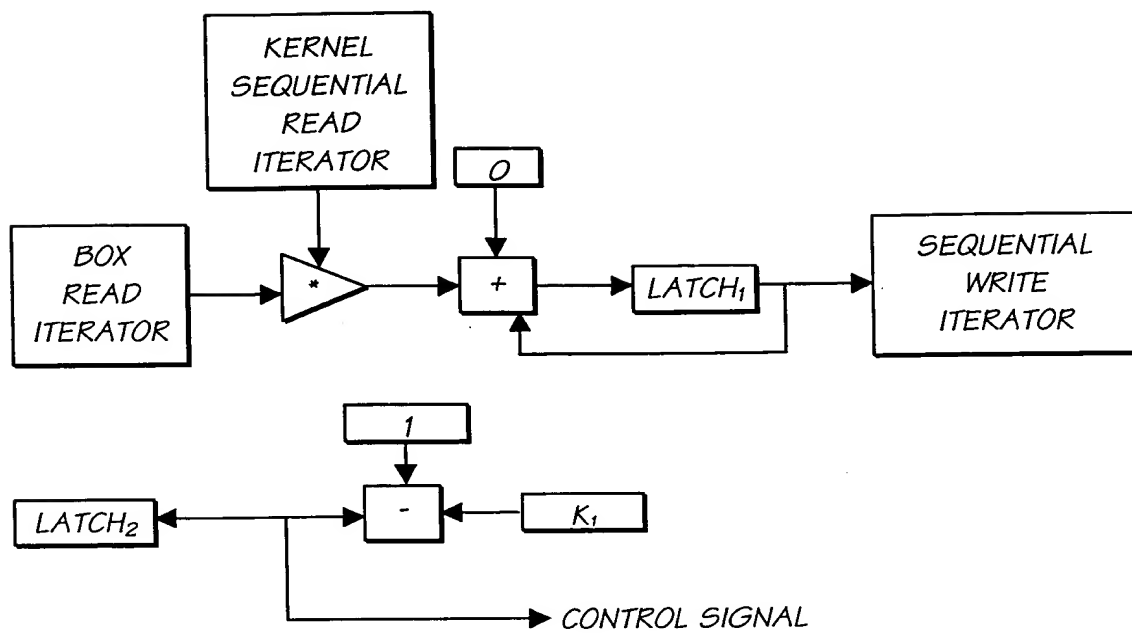 KERNEL
SEQUENTIAL
READ
ITERATOR
0
BOX
READ
ITERATOR
*
+
LATCH₁
SEQUENTIAL
WRITE
ITERATOR
1
LATCH₂
-
K₁
CONTROL SIGNAL